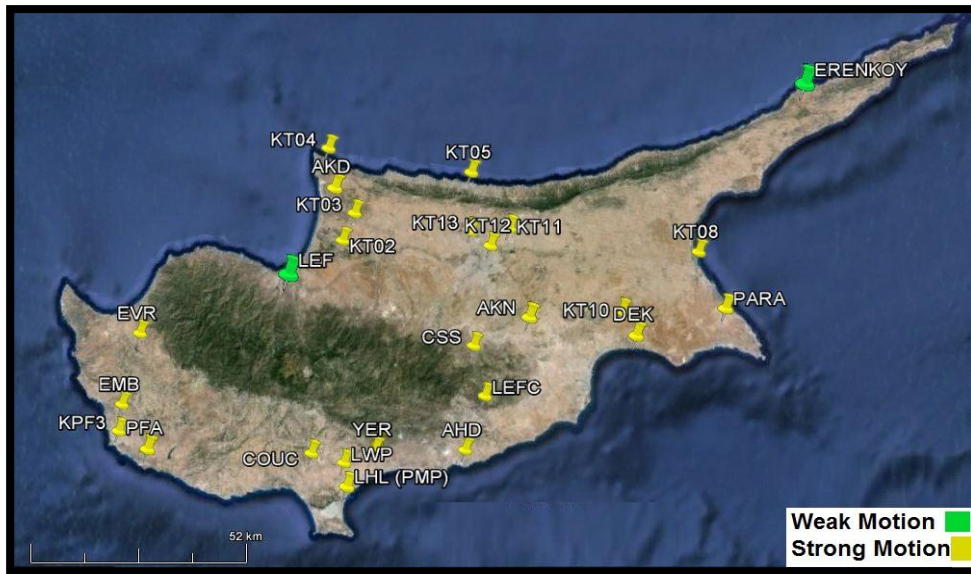 ERENKOY
KT04
KT05
AKD
KT03
KT13
KT12
KT11
KT02
KT08
LEF
PARA
AKN
KT10
DEK
EVR
CSS
EMB
LEFC
KPF3
PFA
YER
AHD
COUC
LWP
LHL (PMP)
Weak Motion
Strong Motion
52 km